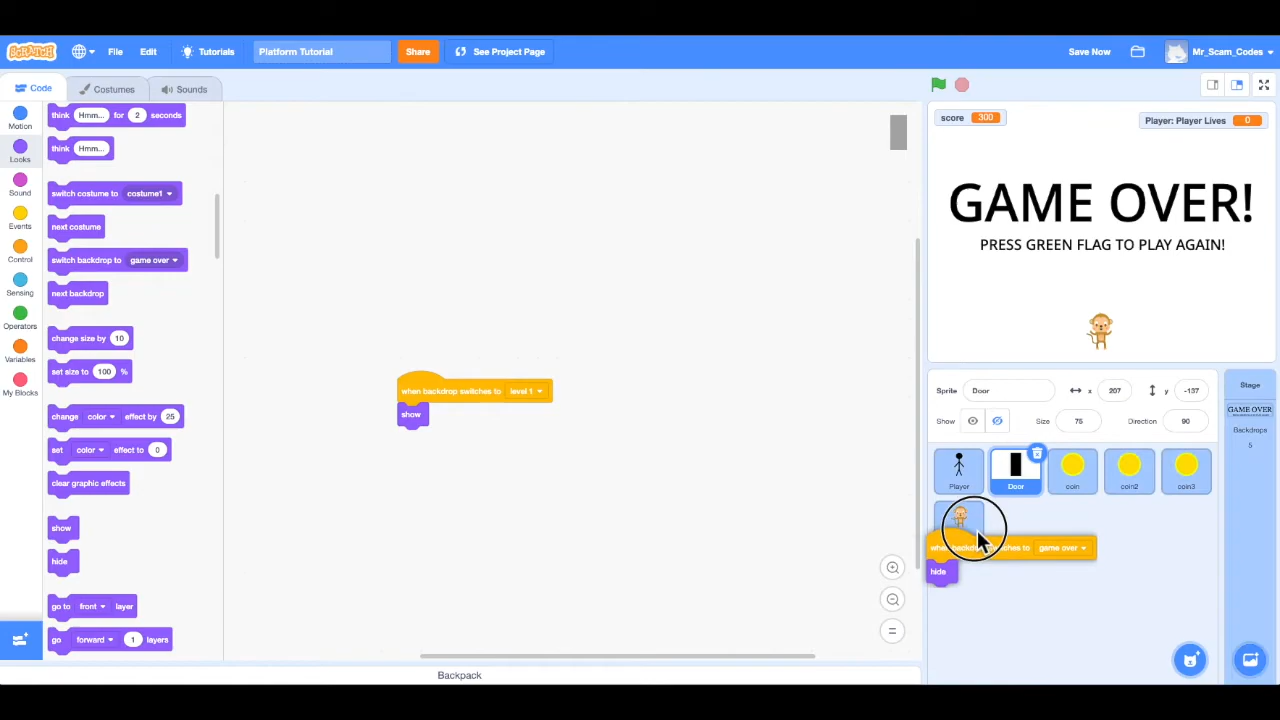 SCRATCH
File
Edit
Tutorials
Platform Tutorial
Share
See Project Page
Save Now
Mr_Scam_Codes
Code
Costumes
Sounds
Motion
Looks
Sound
Events
Control
Sensing
Operators
Variables
My Blocks
think Hmm... for 2 seconds
think Hmm...
switch costume to costume1
next costume
switch backdrop to game over
next backdrop
change size by 10
set size to 100 %
change color effect by 25
set color effect to 0
clear graphic effects
show
hide
go to front layer
go forward 1 layers
when backdrop switches to level 1
show
Backpack
score 300
Player: Player Lives 0
GAME OVER!
PRESS GREEN FLAG TO PLAY AGAIN!
Sprite Door x 207 y -137
Show Size 75 Direction 90
Player
Door
coin
coin2
coin3
switches to game over
hide
Stage
GAME OVER
Backdrops
5